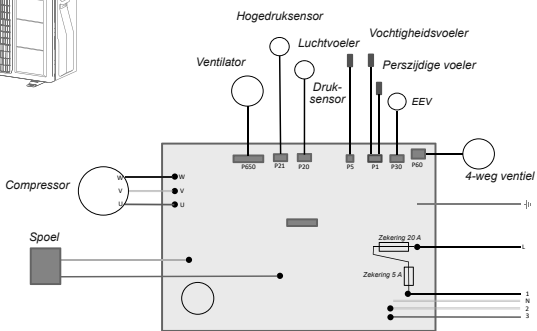 Hogedruksensor
Luchtvoeler
Vochtigheidsvoeler
Ventilator
Perszijdige voeler
Druk-
sensor
EEV
4-weg ventiel
P650
P21
P20
P5
P1
P30
P60
Compressor
W
V
U
W
V
U
Spoel
Zekering 20 A
L
Zekering 5 A
1
N
2
3